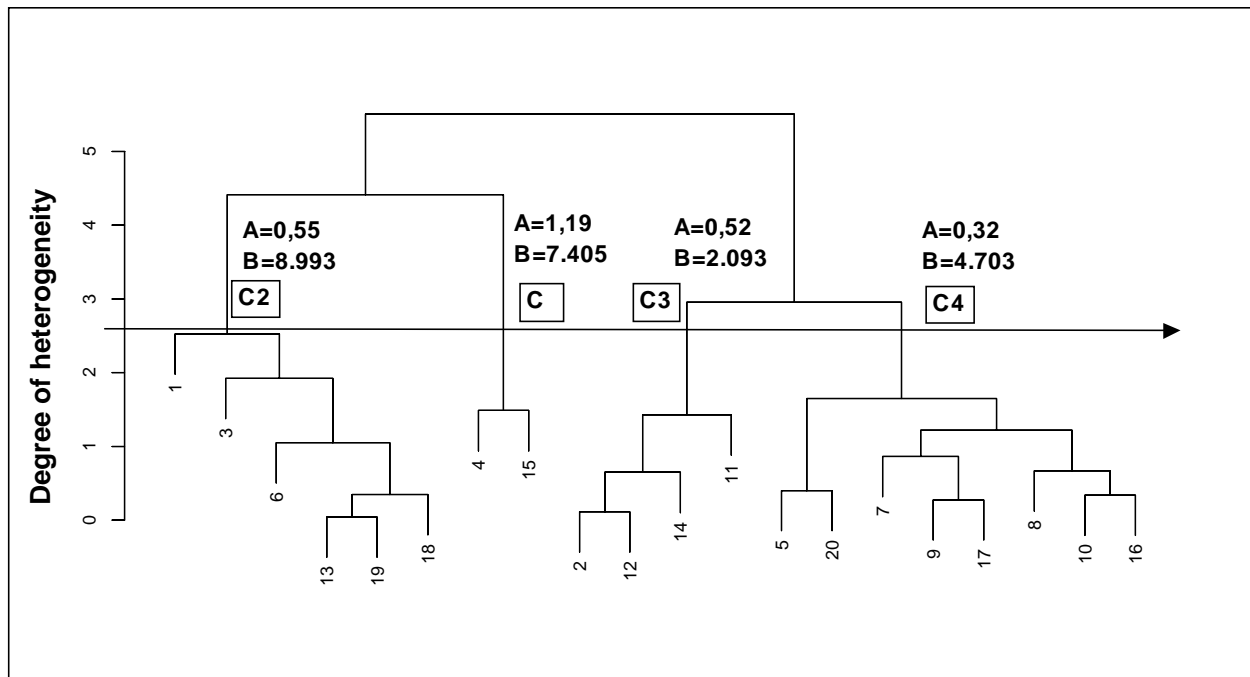 Degree of heterogeneity
5
4
3
2
1
0
A=0,55
B=8.993
C2
A=1,19
B=7.405
C
A=0,52
B=2.093
C3
A=0,32
B=4.703
C4
1
3
6
13
19
18
4
15
2
12
14
11
5
20
7
9
17
8
10
16